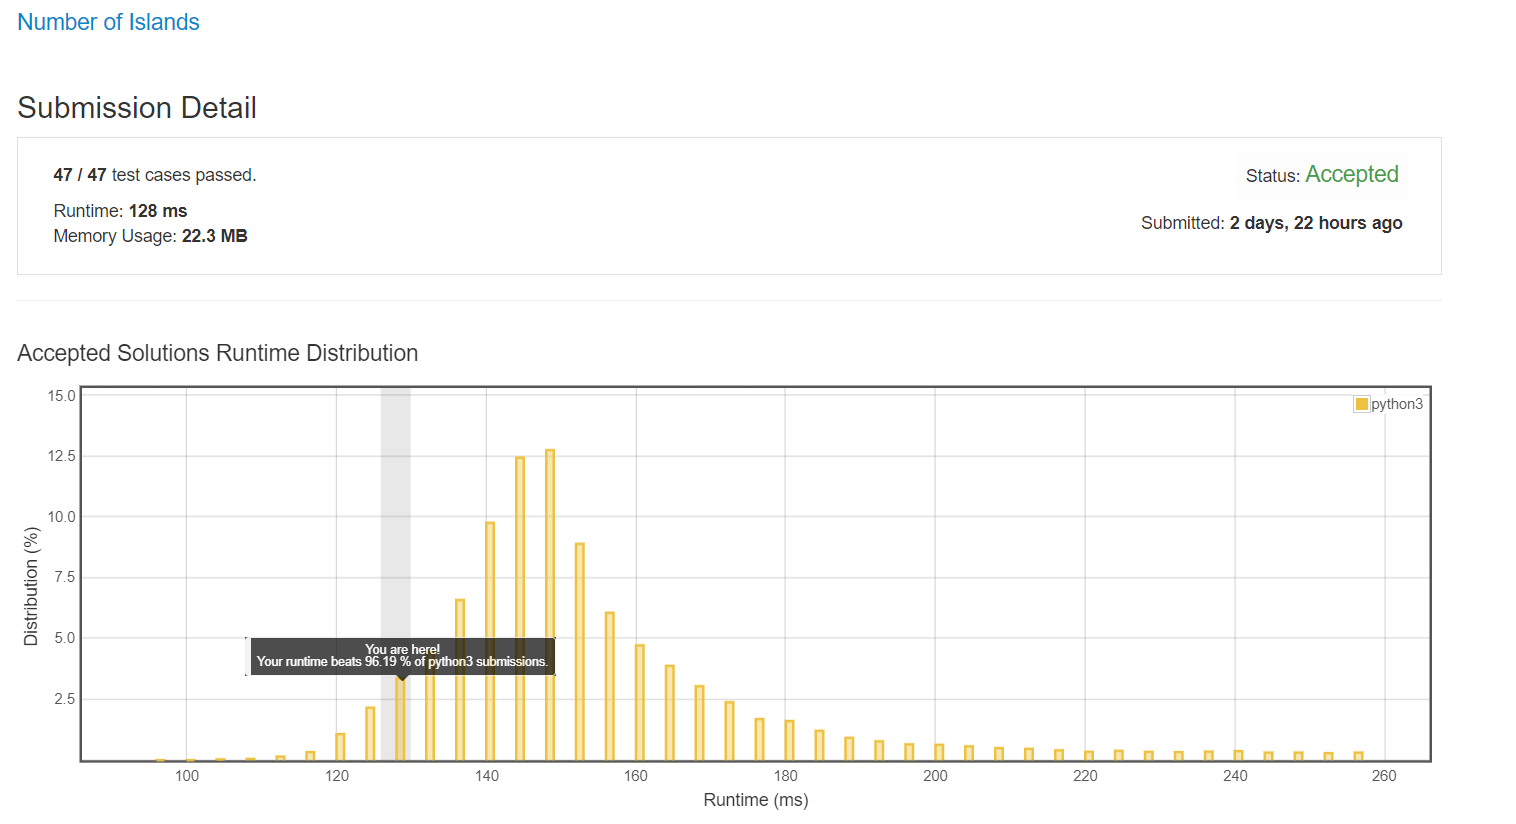 Number of Islands
Submission Detail
47 / 47 test cases passed.
Status: Accepted
Runtime: 128 ms
Submitted: 2 days, 22 hours ago
Memory Usage: 22.3 MB
Accepted Solutions Runtime Distribution
15.0
python3
12.5
10.0
7.5
5.0
2.5
Distribution (%)
You are here!
Your runtime beats 96.19 % of python3 submissions.
100 120 140 160 180 200 220 240 260
Runtime (ms)